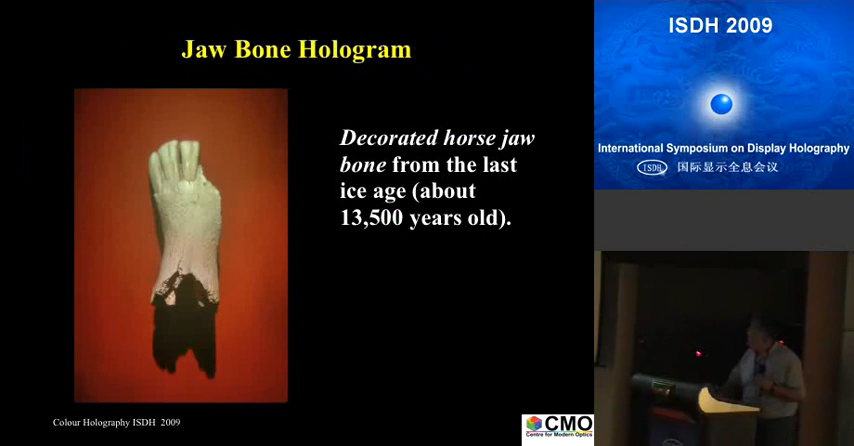 Jaw Bone Hologram
Decorated horse jaw
bone from the last
ice age (about
13,500 years old).
Colour Holography ISDH 2009
CMO
Centre for Modern Optics
ISDH 2009
International Symposium on Display Holography
ISDH 国际显示全息会议